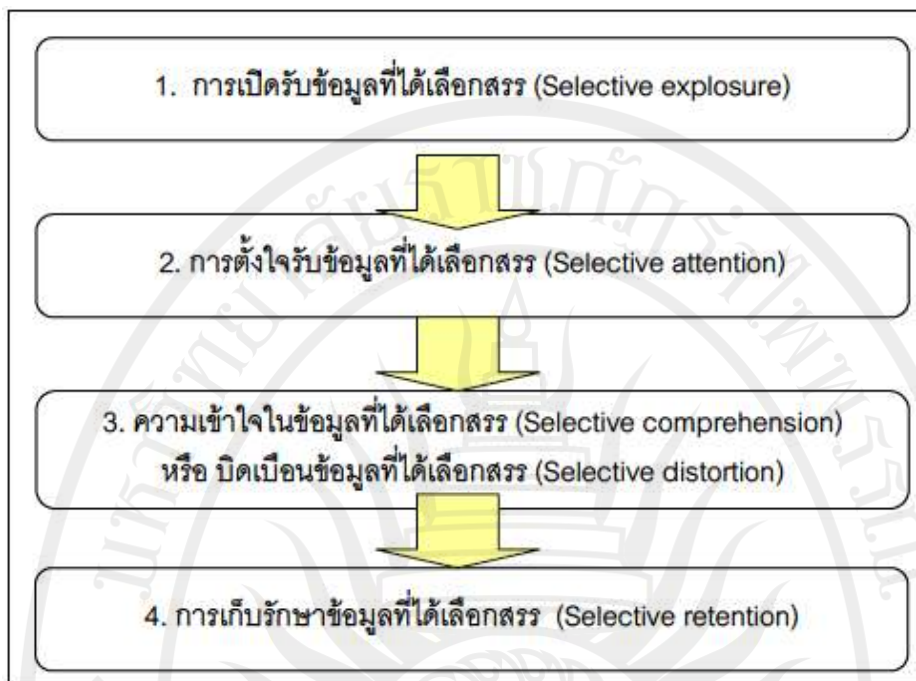 1. การเปิดรับข้อมูลที่ได้เลือกสรร (Selective explosure)
2. การตั้งใจรับข้อมูลที่ได้เลือกสรร (Selective attention)
3. ความเข้าใจในข้อมูลที่ได้เลือกสรร (Selective comprehension)
หรือ บิดเบือนข้อมูลที่ได้เลือกสรร (Selective distortion)
4. การเก็บรักษาข้อมูลที่ได้เลือกสรร (Selective retention)